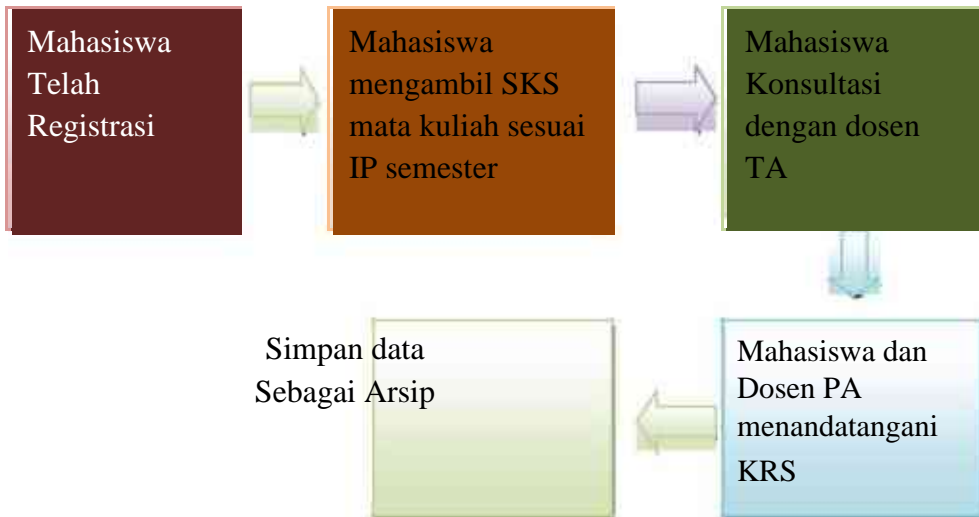 Mahasiswa
Telah
Registrasi
Mahasiswa
mengambil SKS
mata kuliah sesuai
IP semester
Mahasiswa
Konsultasi
dengan dosen
TA
Mahasiswa dan
Dosen PA
menandatangani
KRS
Simpan data
Sebagai Arsip